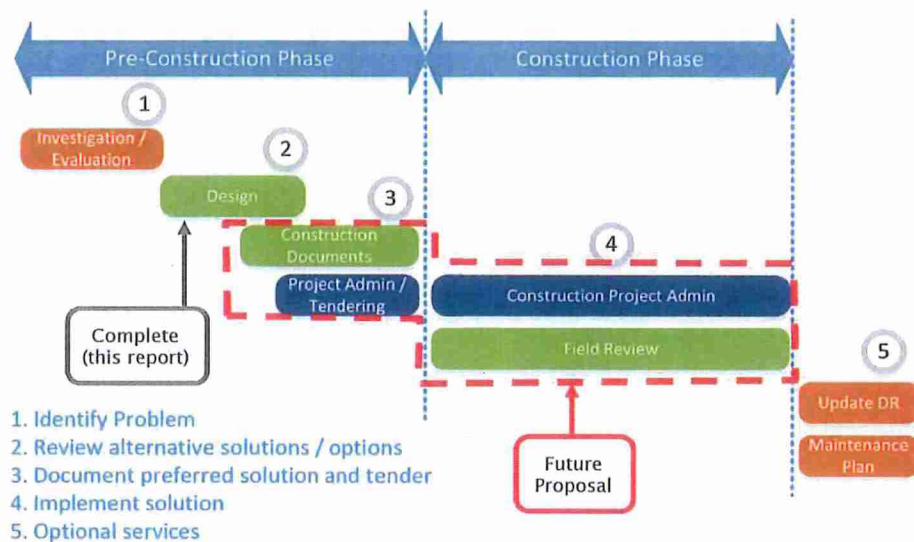 Pre-Construction Phase
Construction Phase
1
Investigation /
Evaluation
2
Design
3
Construction
Documents
4
Project Admin /
Tendering
Construction Project Admin
Complete
(this report)
Field Review
5
Update DR
Maintenance
Plan
Future
Proposal
1. Identify Problem
2. Review alternative solutions / options
3. Document preferred solution and tender
4. Implement solution
5. Optional services